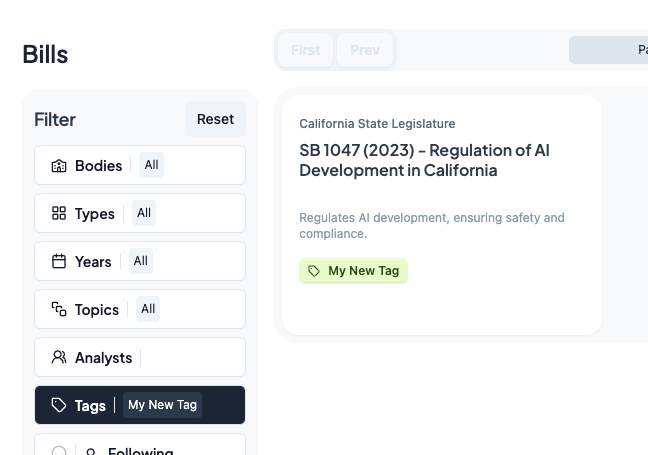 Bills
First
Prev
Pa
Filter
Reset
Bodies
All
Types
All
Years
All
Topics
All
Analysts
Tags
My New Tag
Following
California State Legislature
SB 1047 (2023) - Regulation of AI
Development in California
Regulates AI development, ensuring safety and
compliance.
My New Tag